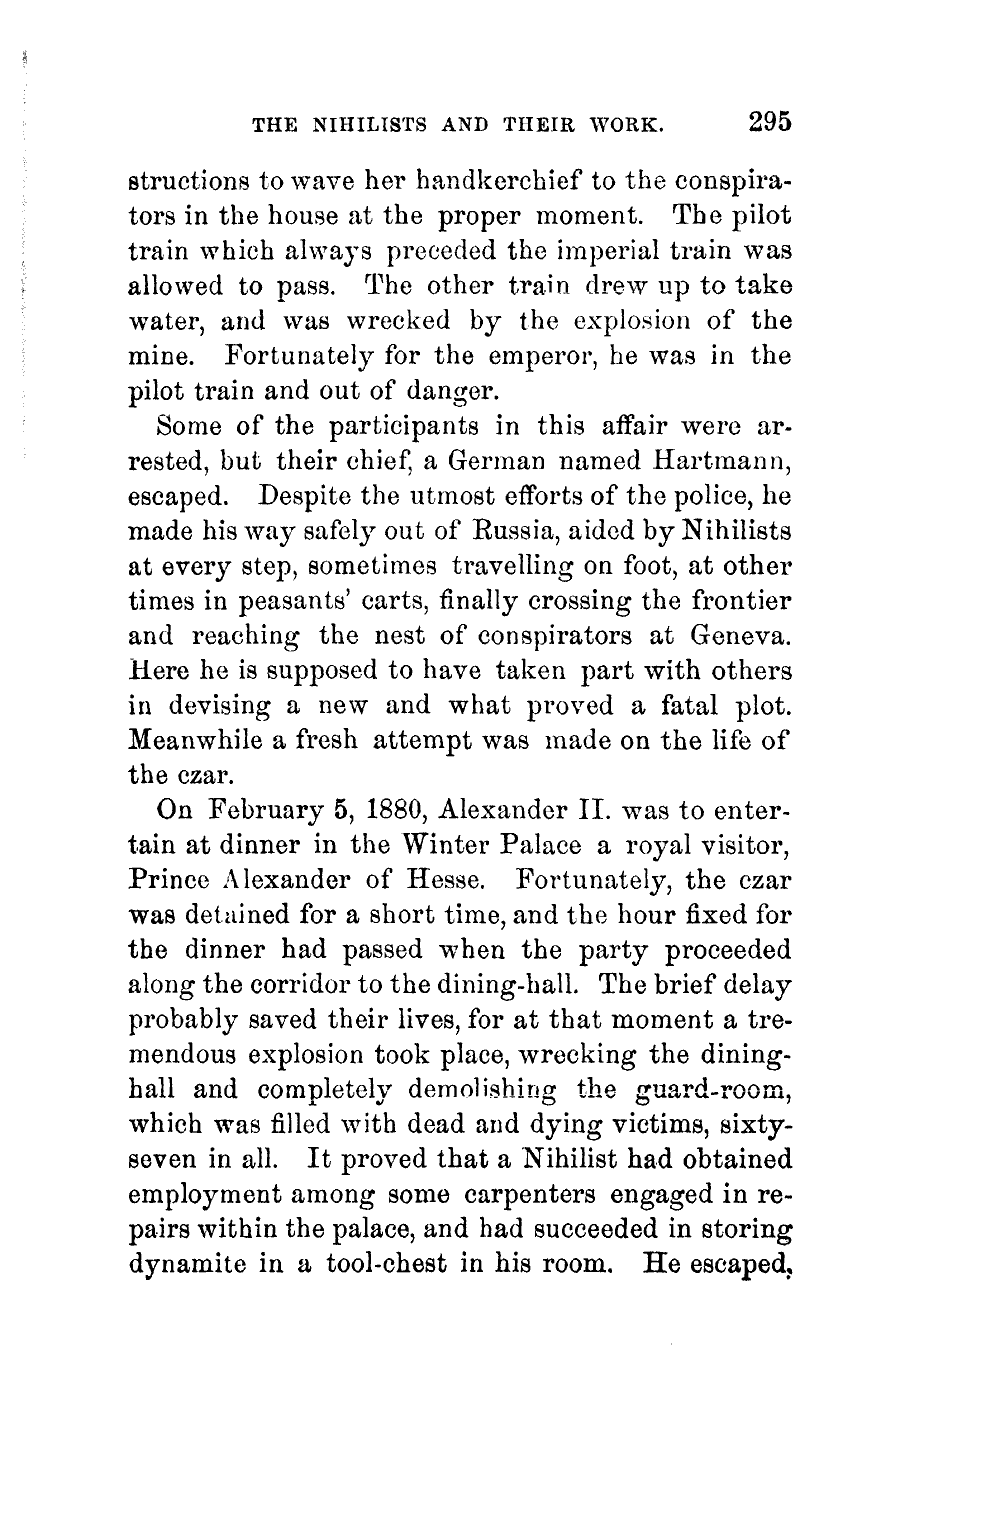 THE NIHILISTS AND THEIR WORK. 295
structions to wave her handkerchief to the conspira-
tors in the house at the proper moment. The pilot
train which always preceded the imperial train was
allowed to pass. The other train drew up to take
water, and was wrecked by the explosion of the
mine. Fortunately for the emperor, he was in the
pilot train and out of danger.
Some of the participants in this affair were ar-
rested, but their chief, a German named Hartmann,
escaped. Despite the utmost efforts of the police, he
made his way safely out of Russia, aided by Nihilists
at every step, sometimes travelling on foot, at other
times in peasants' carts, finally crossing the frontier
and reaching the nest of conspirators at Geneva.
Here he is supposed to have taken part with others
in devising a new and what proved a fatal plot.
Meanwhile a fresh attempt was made on the life of
the czar.
On February 5, 1880, Alexander II. was to enter-
tain at dinner in the Winter Palace a royal visitor,
Prince Alexander of Hesse. Fortunately, the czar
was detained for a short time, and the hour fixed for
the dinner had passed when the party proceeded
along the corridor to the dining-hall. The brief delay
probably saved their lives, for at that moment a tre-
mendous explosion took place, wrecking the dining-
hall and completely demolishing the guard-room,
which was filled with dead and dying victims, sixty-
seven in all. It proved that a Nihilist had obtained
employment among some carpenters engaged in re-
pairs within the palace, and had succeeded in storing
dynamite in a tool-chest in his room. He escaped,